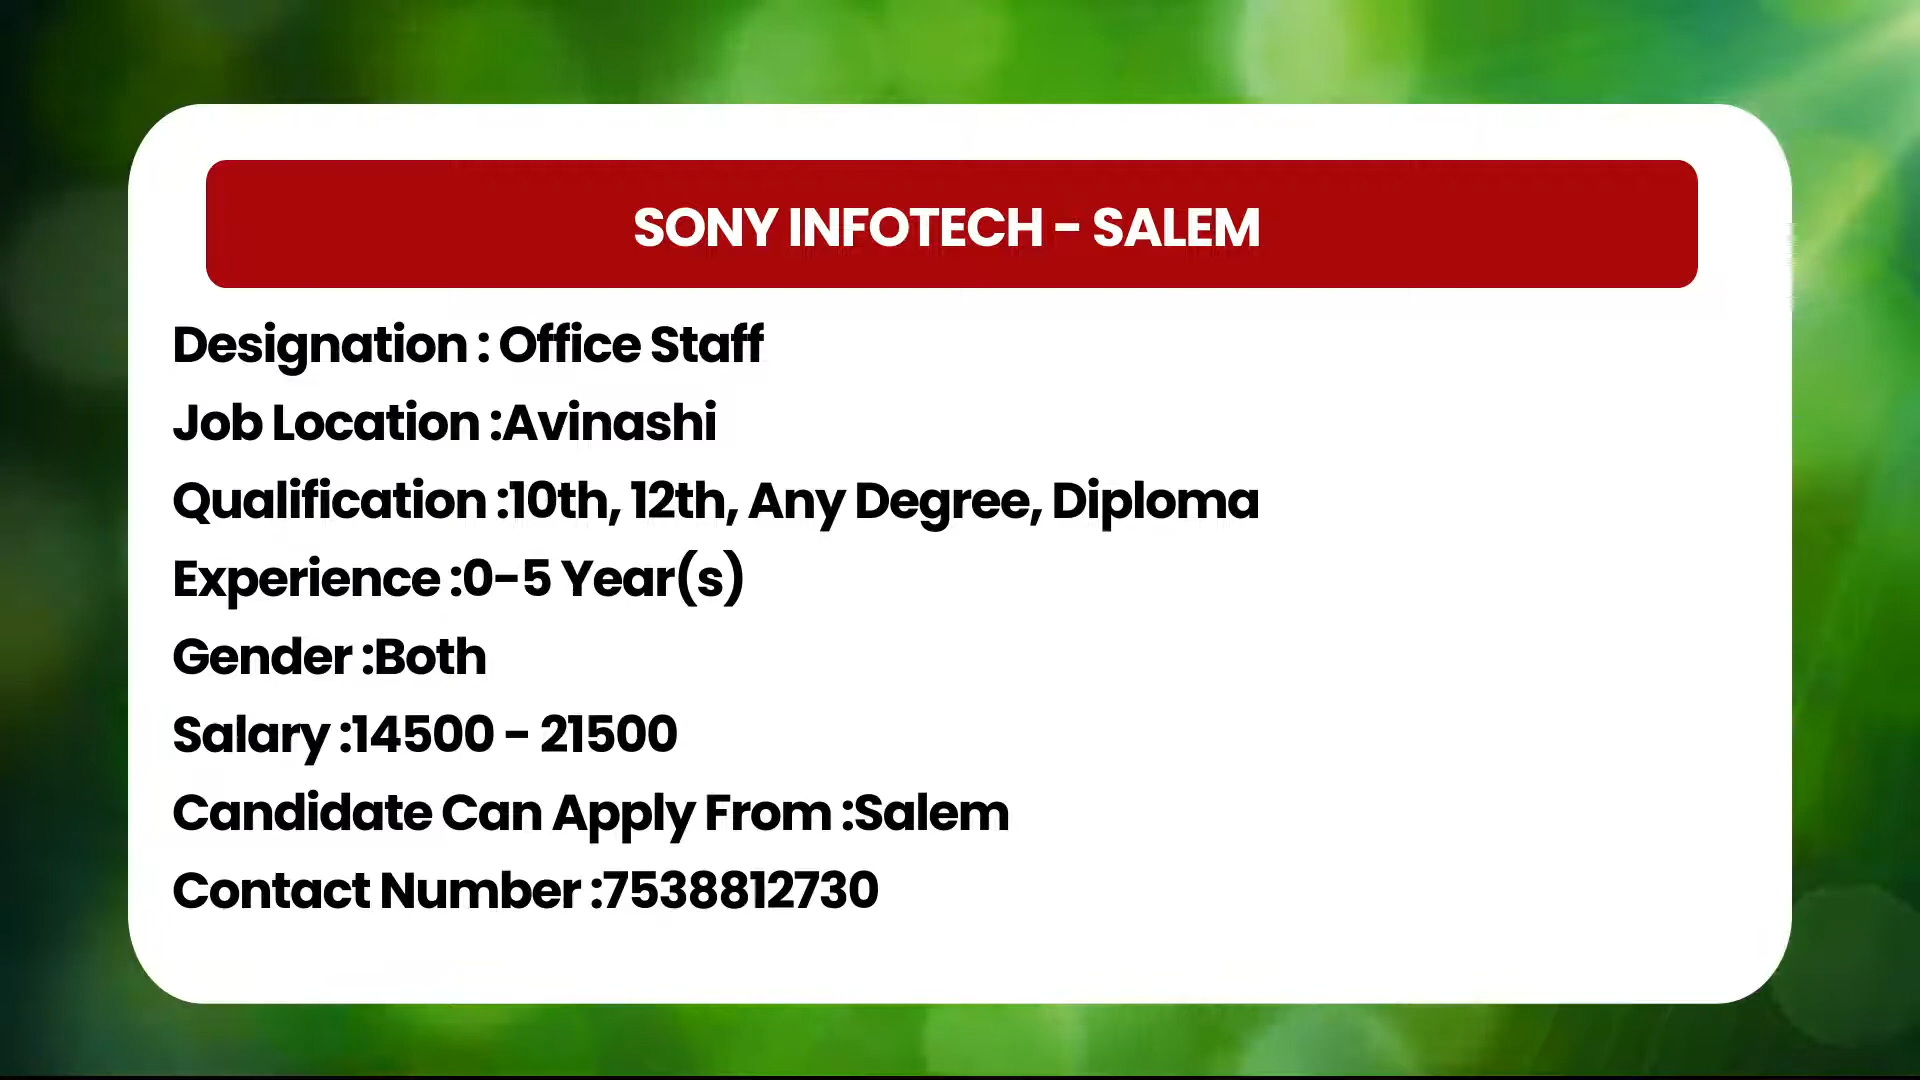 SONY INFOTECH - SALEM
Designation : Office Staff
Job Location :Avinashi
Qualification :10th, 12th, Any Degree, Diploma
Experience :0-5 Year(s)
Gender :Both
Salary :14500 - 21500
Candidate Can Apply From :Salem
Contact Number :7538812730